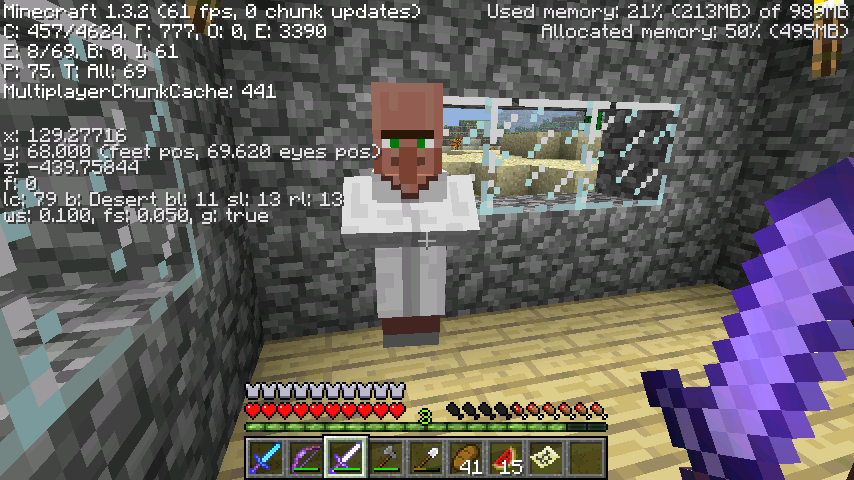 Minecraft 1.3.2 (61 fps, 0 chunk updates)
C: 457/4624, F: 777, O: 0, E: 3390
E: 8/69, B: 0, I: 61
P: 75, T: All: 69
MultiplayerChunkCache: 441
x: 139.27716
y: 68.000 (feet pos, 69.620 eyes pos)
z: -439.75844
f: 0
lc: 79 b: Desert bl: 11 sl: 13 rl: 13
ws: 0.100, fs: 0.050, g: true
Used memory: 21% (213MB) of 989MB
Allocated memory: 50% (495MB)
8
41
15